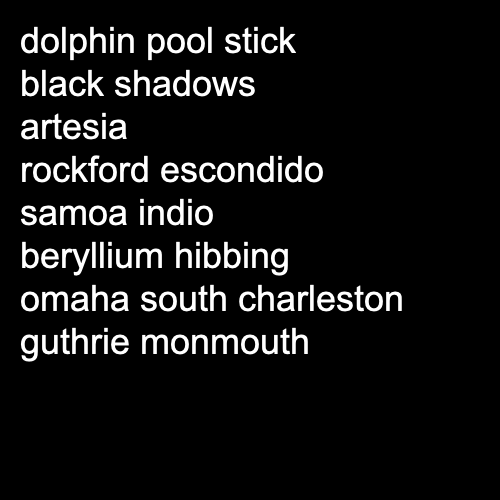 dolphin pool stick
black shadows
artesia
rockford escondido
samoa indio
beryllium hibbing
omaha south charleston
guthrie monmouth